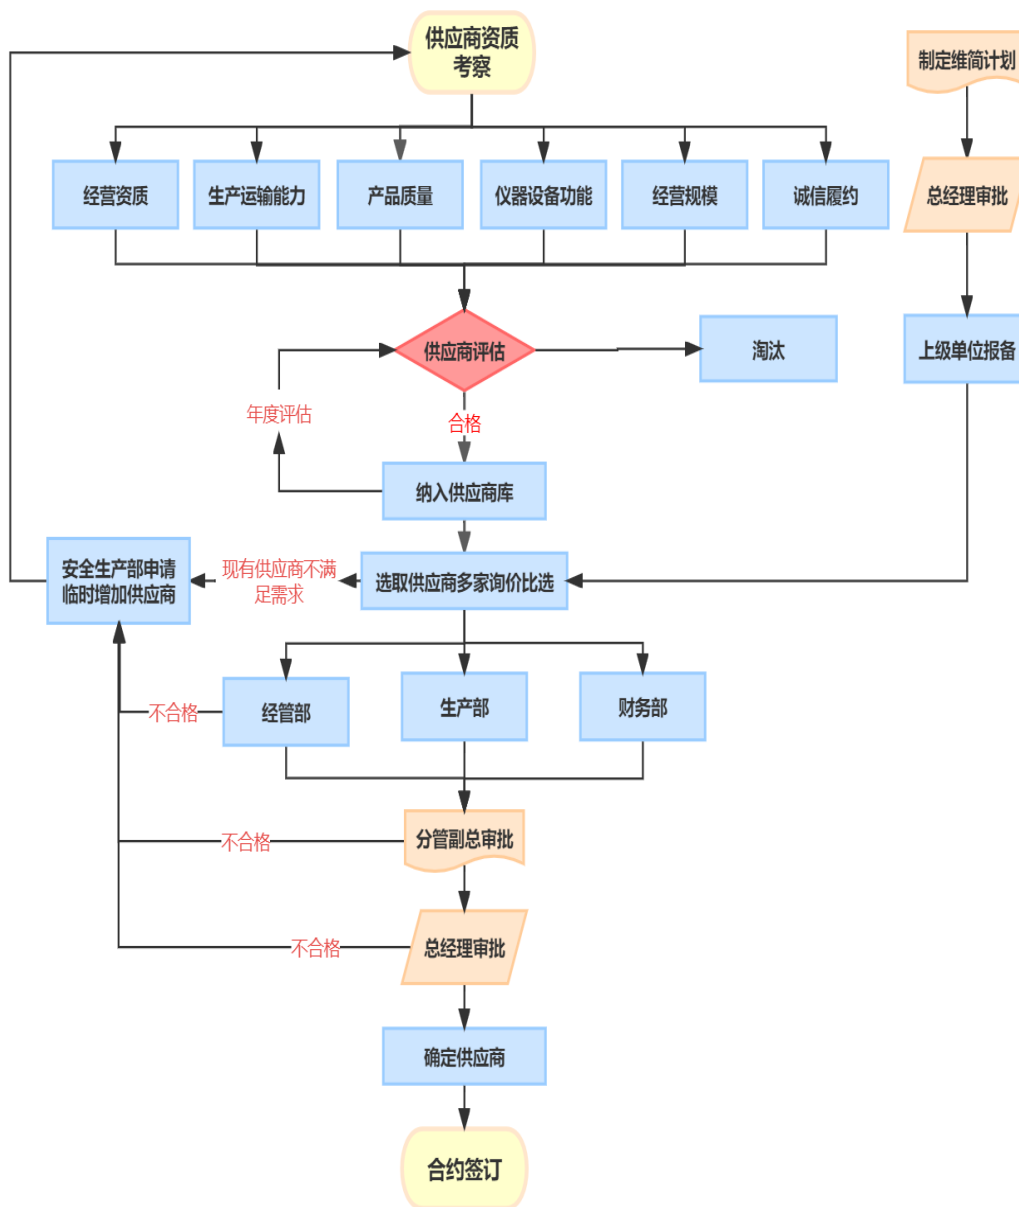 供应商资质
考察
制定维简计划
经营资质
生产运输能力
产品质量
仪器设备功能
经营规模
诚信履约
总经理审批
供应商评估
淘汰
上级单位报备
年度评估
合格
纳入供应商库
安全生产部申请
临时增加供应商
现有供应商不满
足需求
选取供应商多家询价比选
不合格
经管部
生产部
财务部
不合格
分管副总审批
不合格
总经理审批
确定供应商
合约签订